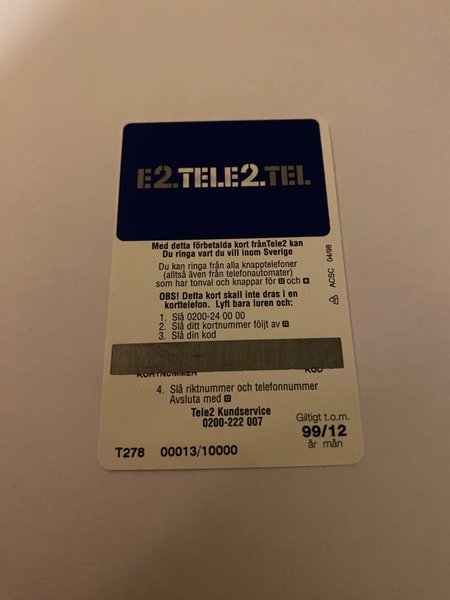 E2.TELE2.TEL
Med detta förbetalda kort frånTele2 kan
Du ringa vart du vill inom Sverige
Du kan ringa från alla knapptelefoner
(alltså även från telefonautomater)
som har tonval och knappar för # och *
OBS! Detta kort skall inte dras i en
korttelefon. Lyft bara luren och:
1. Slå 0200-24 00 00
2. Slå ditt kortnummer följt av #
3. Slå din kod
KORTNUMMER KOD
4. Slå riktnummer och telefonnummer
Avsluta med #
Tele2 Kundservice
0200-222 007
Giltigt t.o.m.
99/12
år mån
T278 00013/10000
ACSC 04/98